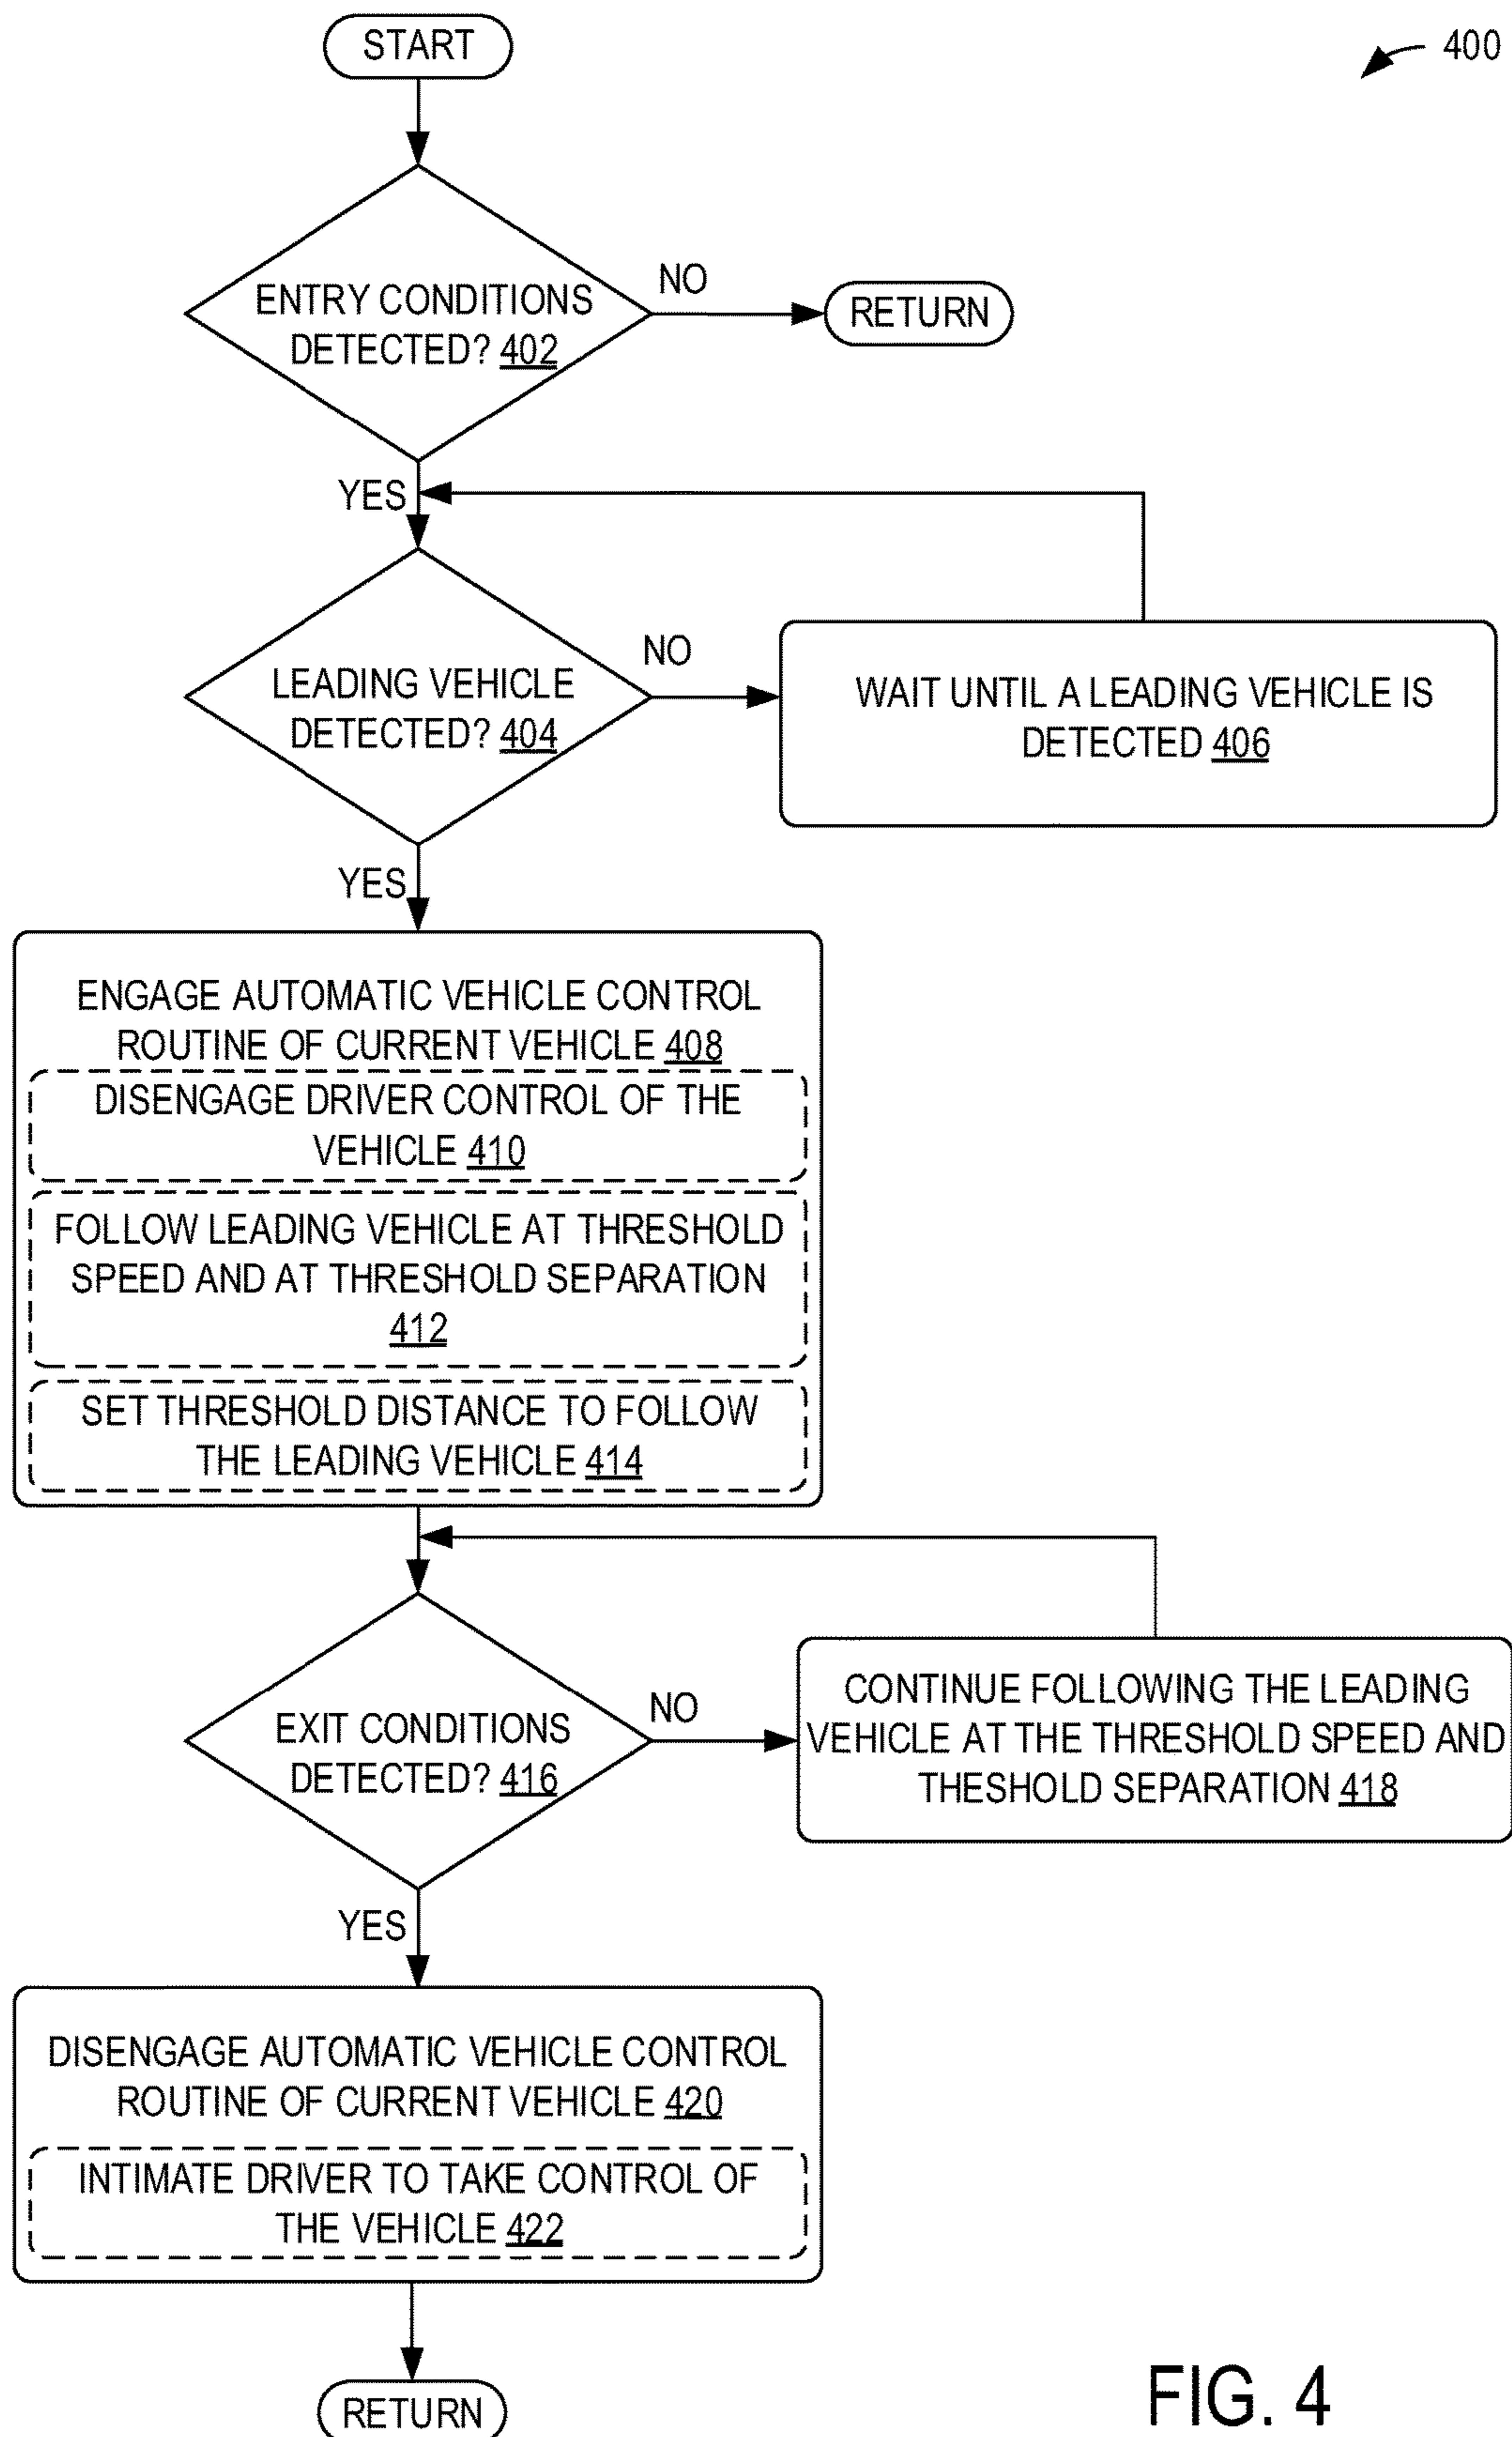 START
400
ENTRY CONDITIONS
DETECTED? 402
NO
RETURN
YES
LEADING VEHICLE
DETECTED? 404
NO
WAIT UNTIL A LEADING VEHICLE IS
DETECTED 406
YES
ENGAGE AUTOMATIC VEHICLE CONTROL
ROUTINE OF CURRENT VEHICLE 408
DISENGAGE DRIVER CONTROL OF THE
VEHICLE 410
FOLLOW LEADING VEHICLE AT THRESHOLD
SPEED AND AT THRESHOLD SEPARATION
412
SET THRESHOLD DISTANCE TO FOLLOW
THE LEADING VEHICLE 414
EXIT CONDITIONS
DETECTED? 416
NO
CONTINUE FOLLOWING THE LEADING
VEHICLE AT THE THRESHOLD SPEED AND
THESHOLD SEPARATION 418
YES
DISENGAGE AUTOMATIC VEHICLE CONTROL
ROUTINE OF CURRENT VEHICLE 420
INTIMATE DRIVER TO TAKE CONTROL OF
THE VEHICLE 422
RETURN
FIG. 4